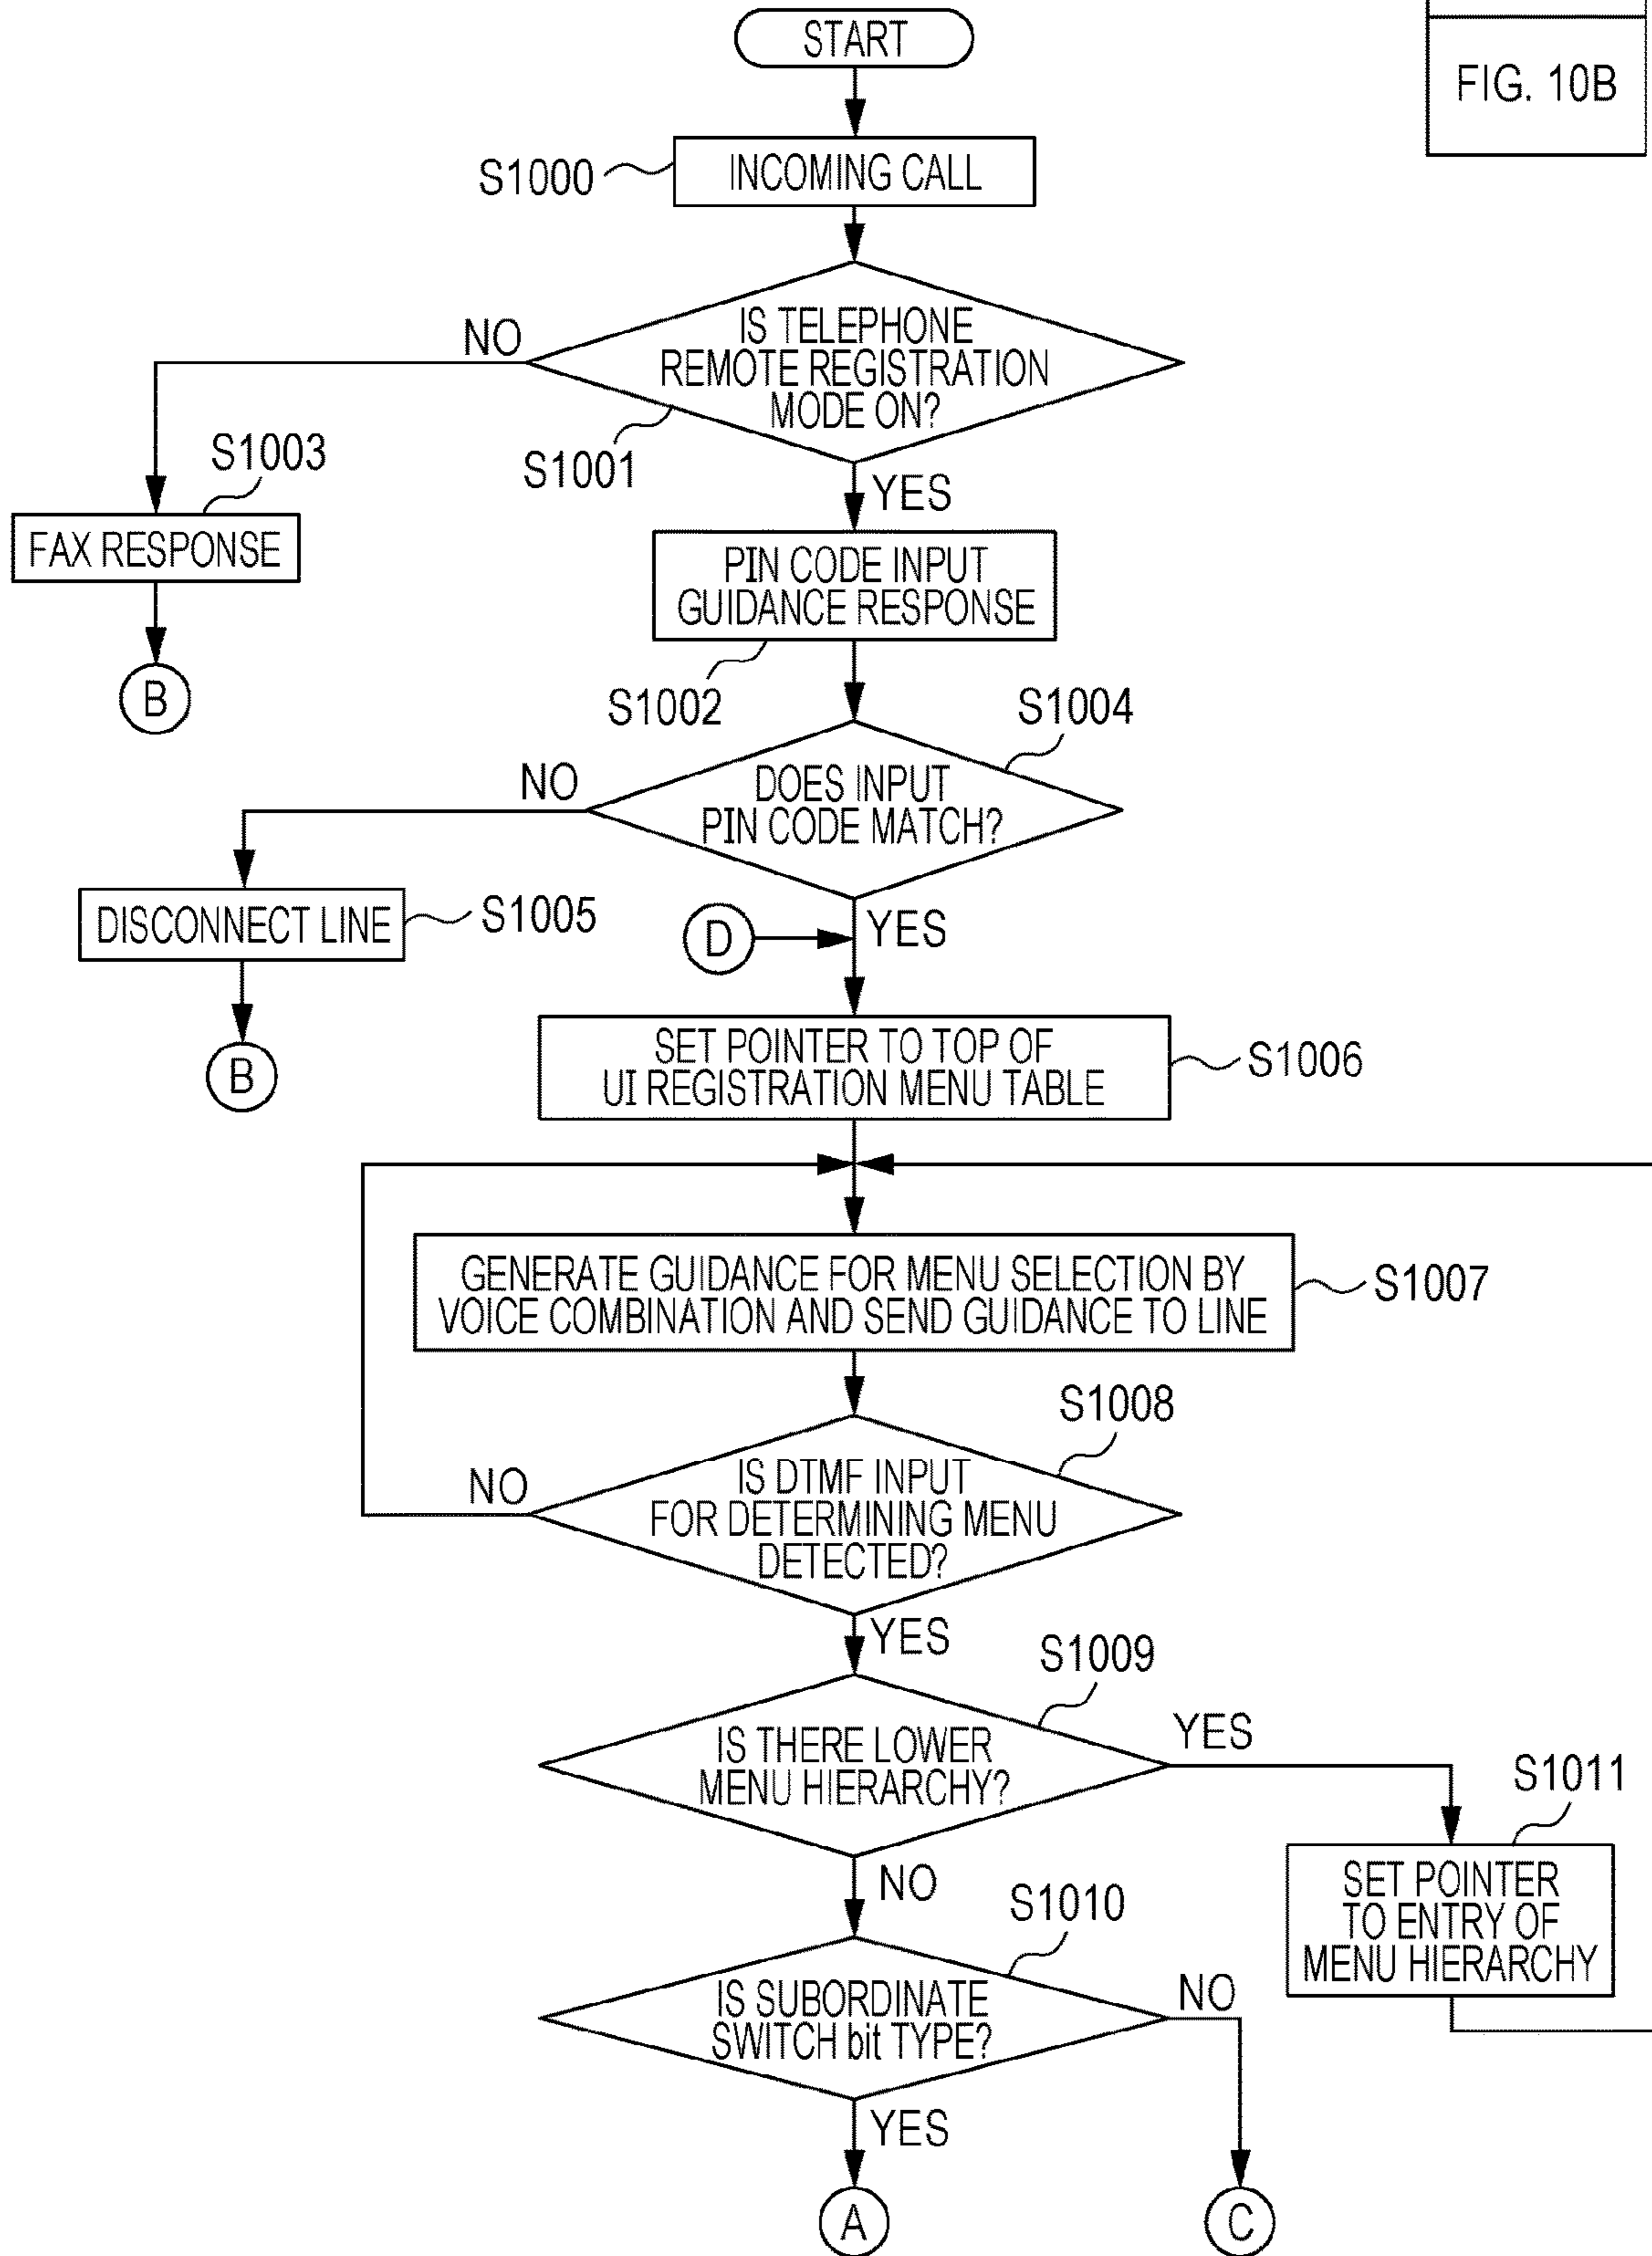 START
FIG. 10B
S1000
INCOMING CALL
IS TELEPHONE
REMOTE REGISTRATION
MODE ON?
NO
S1001
YES
S1003
FAX RESPONSE
B
PIN CODE INPUT
GUIDANCE RESPONSE
S1002
S1004
DOES INPUT
PIN CODE MATCH?
NO
DISCONNECT LINE
S1005
B
D
YES
SET POINTER TO TOP OF
UI REGISTRATION MENU TABLE
S1006
GENERATE GUIDANCE FOR MENU SELECTION BY
VOICE COMBINATION AND SEND GUIDANCE TO LINE
S1007
S1008
IS DTMF INPUT
FOR DETERMINING MENU
DETECTED?
NO
YES
S1009
IS THERE LOWER
MENU HIERARCHY?
YES
S1011
SET POINTER
TO ENTRY OF
MENU HIERARCHY
NO
S1010
IS SUBORDINATE
SWITCH bit TYPE?
NO
YES
A
C